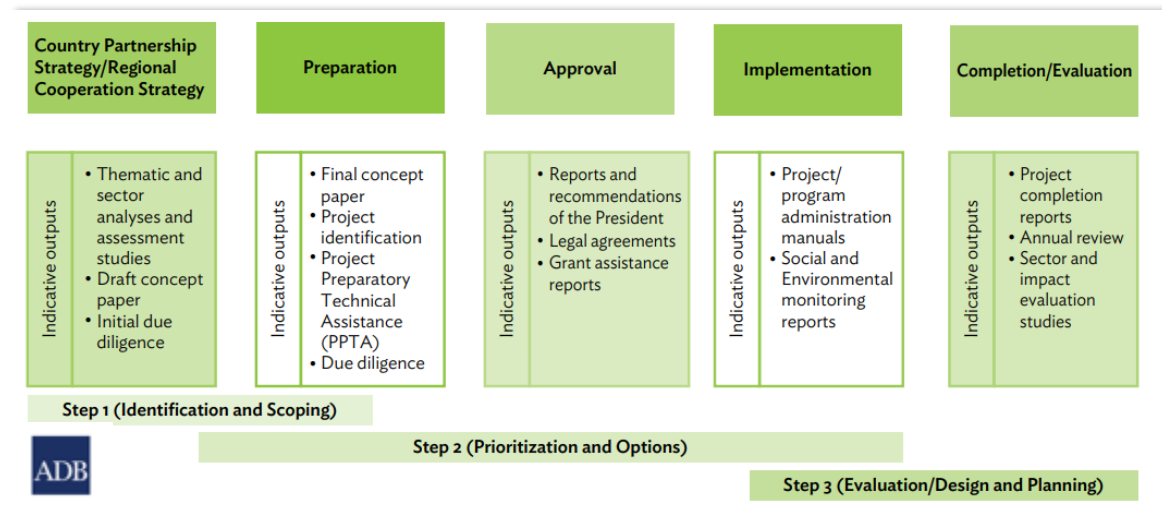 Country Partnership
Strategy/Regional
Cooperation Strategy
Preparation
Approval
Implementation
Completion/Evaluation
Indicative outputs
• Thematic and
sector
analyses and
assessment
studies
• Draft concept
paper
• Initial due
diligence
Indicative outputs
• Final concept
paper
• Project
identification
• Project
Preparatory
Technical
Assistance
(PPTA)
• Due diligence
Indicative outputs
• Reports and
recommendations
of the President
• Legal agreements
• Grant assistance
reports
Indicative outputs
• Project/
program
administration
manuals
• Social and
Environmental
monitoring
reports
Indicative outputs
• Project
completion
reports
• Annual review
• Sector and
impact
evaluation
studies
Step 1 (Identification and Scoping)
Step 2 (Prioritization and Options)
Step 3 (Evaluation/Design and Planning)
ADB